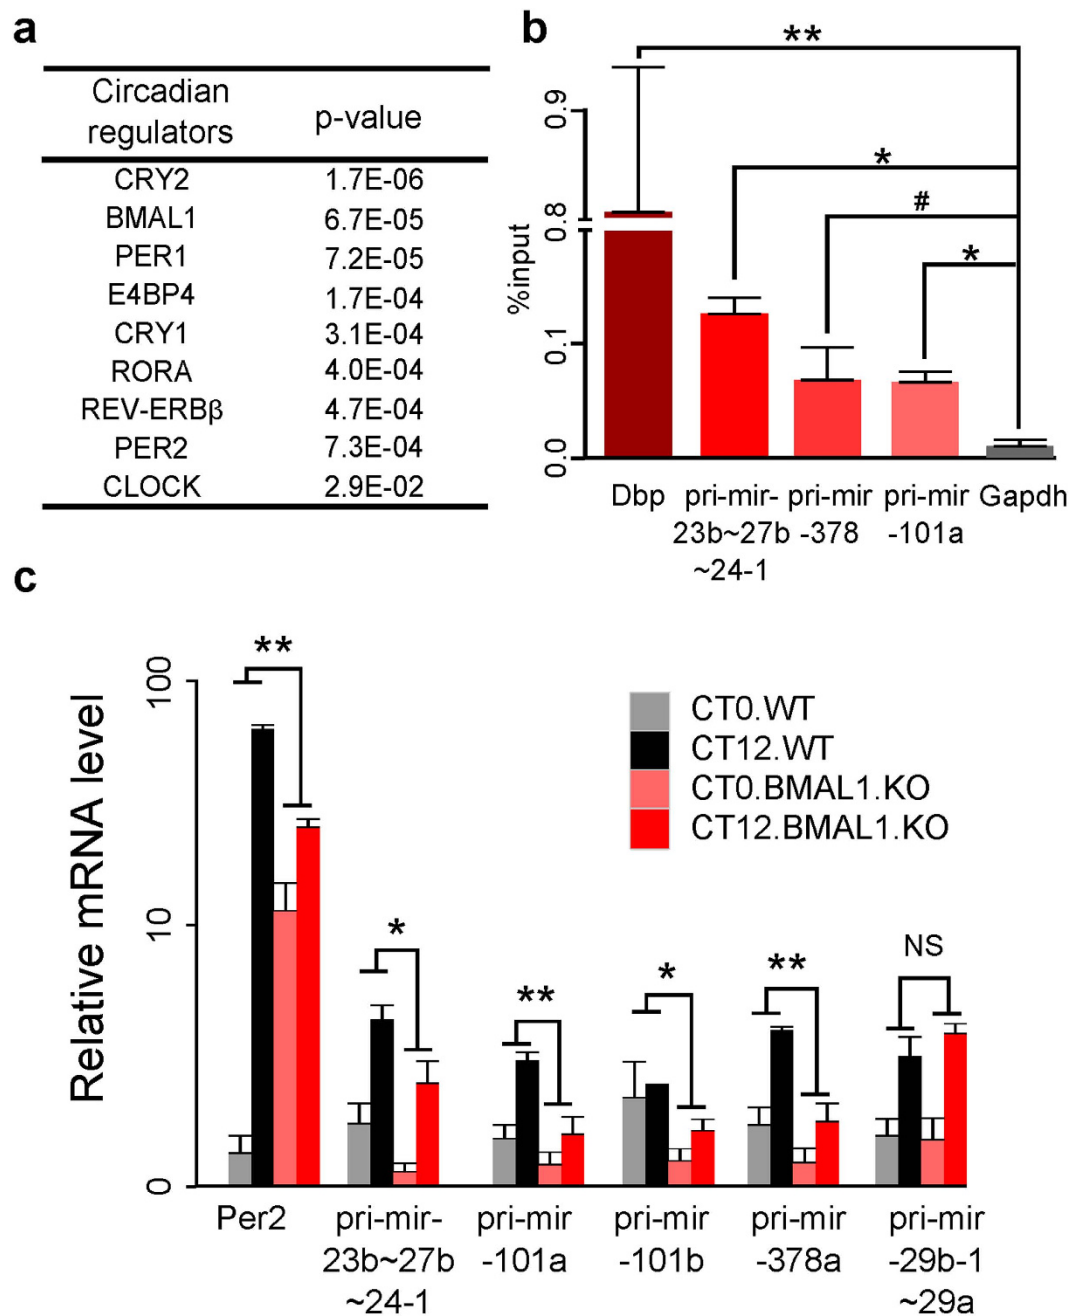 a
Circadian regulators p-value
CRY2 1.7E-06
BMAL1 6.7E-05
PER1 7.2E-05
E4BP4 1.7E-04
CRY1 3.1E-04
RORA 4.0E-04
REV-ERBβ 4.7E-04
PER2 7.3E-04
CLOCK 2.9E-02
b
**
*
#
*
%input
0.9
0.8
0.1
0.0
Dbp pri-mir- pri-mir pri-mir Gapdh
23b~27b -378 -101a
~24-1
c
Relative mRNA level
100
10
0
**
*
**
*
**
NS
CT0.WT
CT12.WT
CT0.BMAL1.KO
CT12.BMAL1.KO
Per2 pri-mir- pri-mir pri-mir pri-mir pri-mir
23b~27b -101a -101b -378a -29b-1
~24-1 ~29a